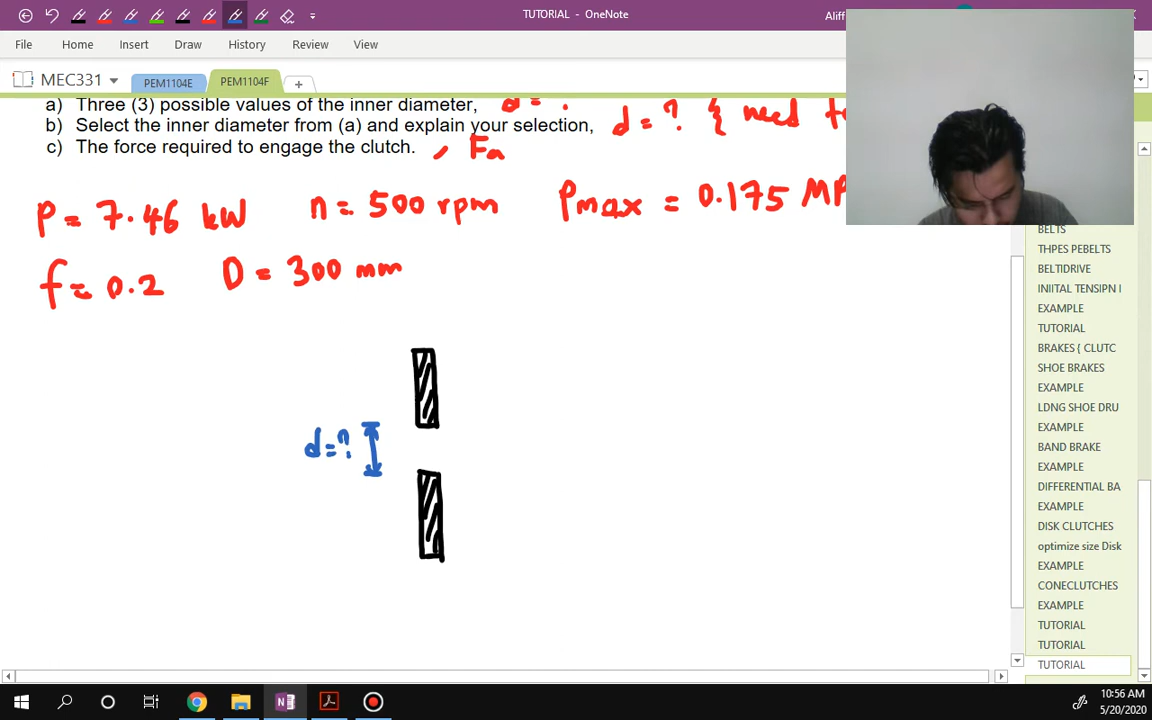 TUTORIAL - OneNote
Aliff
File Home Insert Draw History Review View
MEC331 PEM1104E PEM1104F
a) Three (3) possible values of the inner diameter,
b) Select the inner diameter from (a) and explain your selection, d = ? { need
c) The force required to engage the clutch. Fa
P = 7.46 kW n = 500 rpm Pmax = 0.175 MP
f = 0.2 D = 300 mm
d = ?
BELTS
THPES PEBELTS
BELTIDRIVE
INIITAL TENSIPN I
EXAMPLE
TUTORIAL
BRAKES { CLUTC
SHOE BRAKES
EXAMPLE
LDNG SHOE DRU
EXAMPLE
BAND BRAKE
EXAMPLE
DIFFERENTIAL BA
EXAMPLE
DISK CLUTCHES
optimize size Disk
EXAMPLE
CONECLUTCHES
EXAMPLE
TUTORIAL
TUTORIAL
TUTORIAL
10:56 AM
5/20/2020